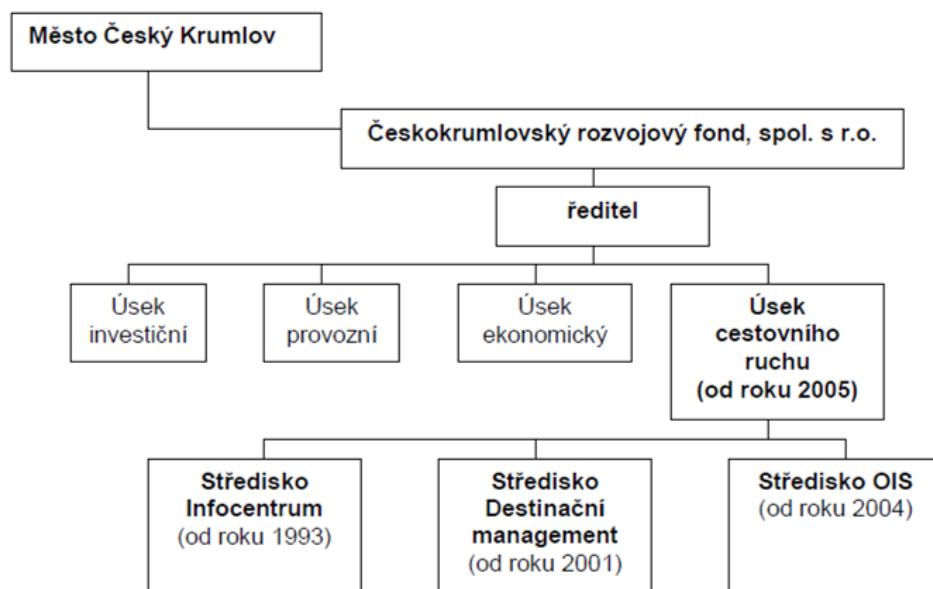 Město Český Krumlov
Českokrumlovský rozvojový fond, spol. s r.o.
ředitel
Úsek
investiční
Úsek
provozní
Úsek
ekonomický
Úsek
cestovního
ruchu
(od roku 2005)
Středisko
Infocentrum
(od roku 1993)
Středisko
Destinační
management
(od roku 2001)
Středisko OIS
(od roku 2004)